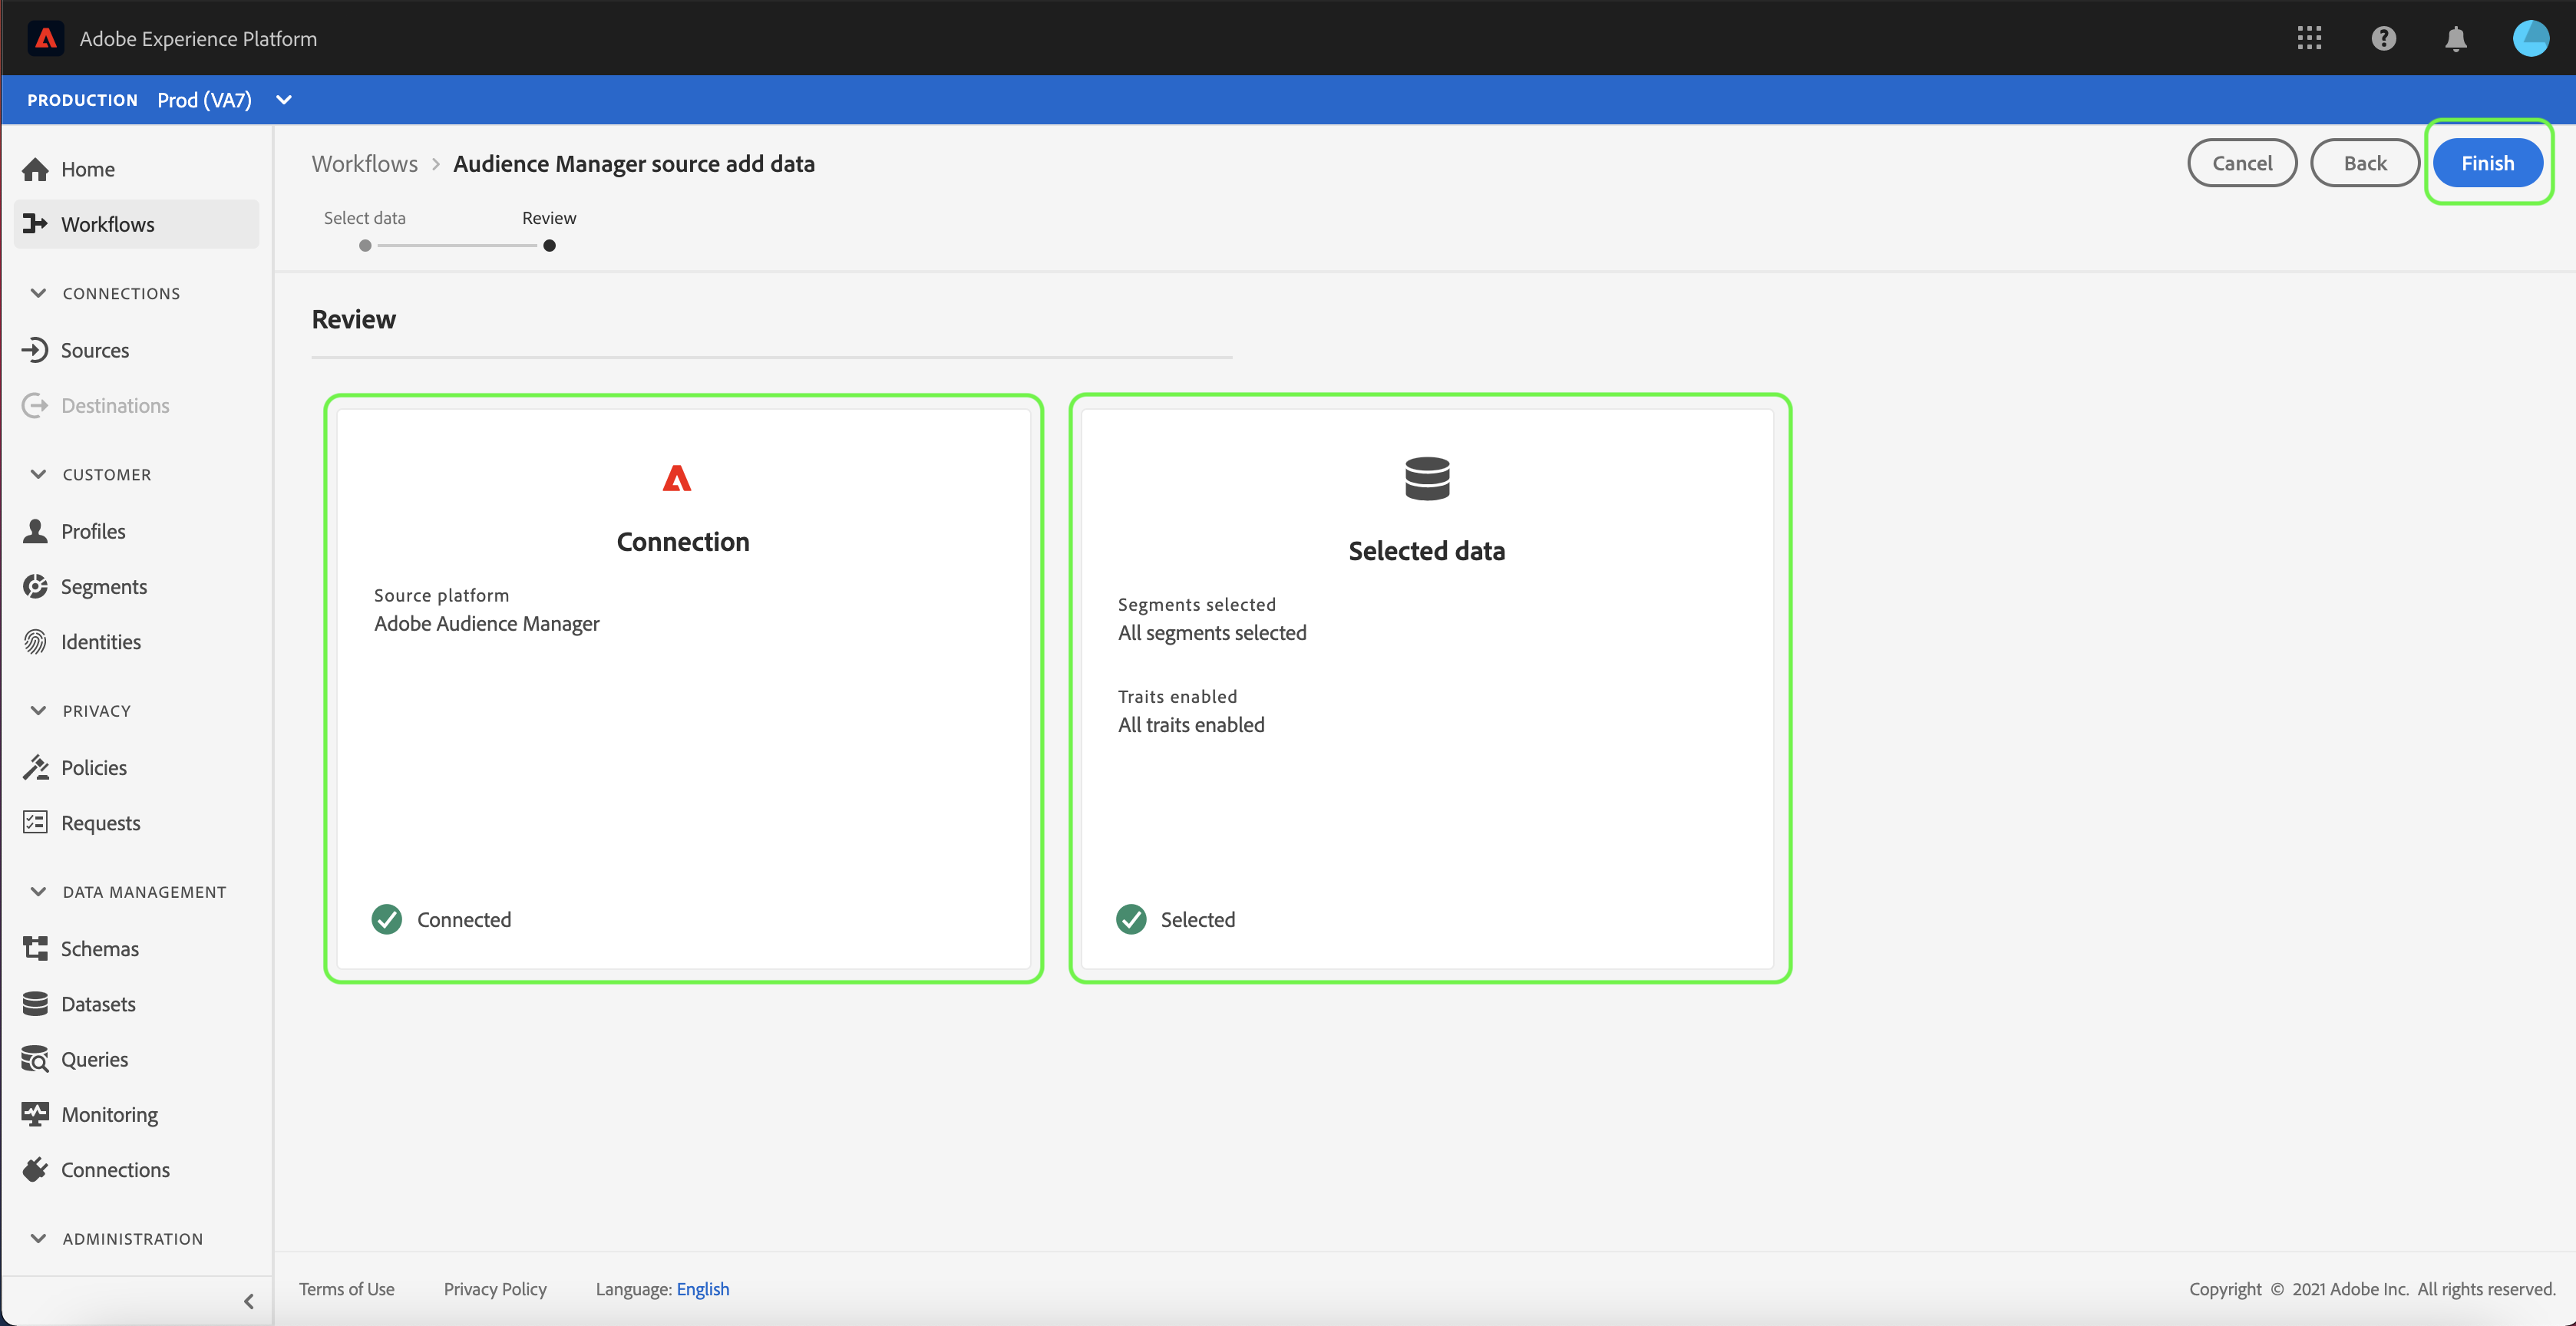 Adobe Experience Platform
PRODUCTION Prod (VA7)
Home
Workflows
CONNECTIONS
Sources
Destinations
CUSTOMER
Profiles
Segments
Identities
PRIVACY
Policies
Requests
DATA MANAGEMENT
Schemas
Datasets
Queries
Monitoring
Connections
ADMINISTRATION
Workflows > Audience Manager source add data
Cancel
Back
Finish
Select data
Review
Review
Connection
Source platform
Adobe Audience Manager
Connected
Selected data
Segments selected
All segments selected
Traits enabled
All traits enabled
Selected
Terms of Use
Privacy Policy
Language: English
Copyright © 2021 Adobe Inc. All rights reserved.